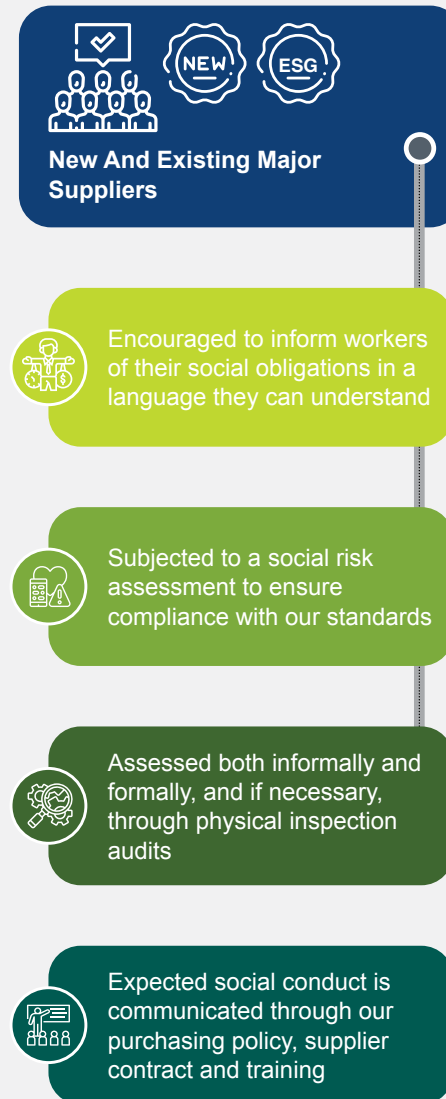 NEW
ESG
New And Existing Major
Suppliers
Encouraged to inform workers
of their social obligations in a
language they can understand
Subjected to a social risk
assessment to ensure
compliance with our standards
Assessed both informally and
formally, and if necessary,
through physical inspection
audits
Expected social conduct is
communicated through our
purchasing policy, supplier
contract and training